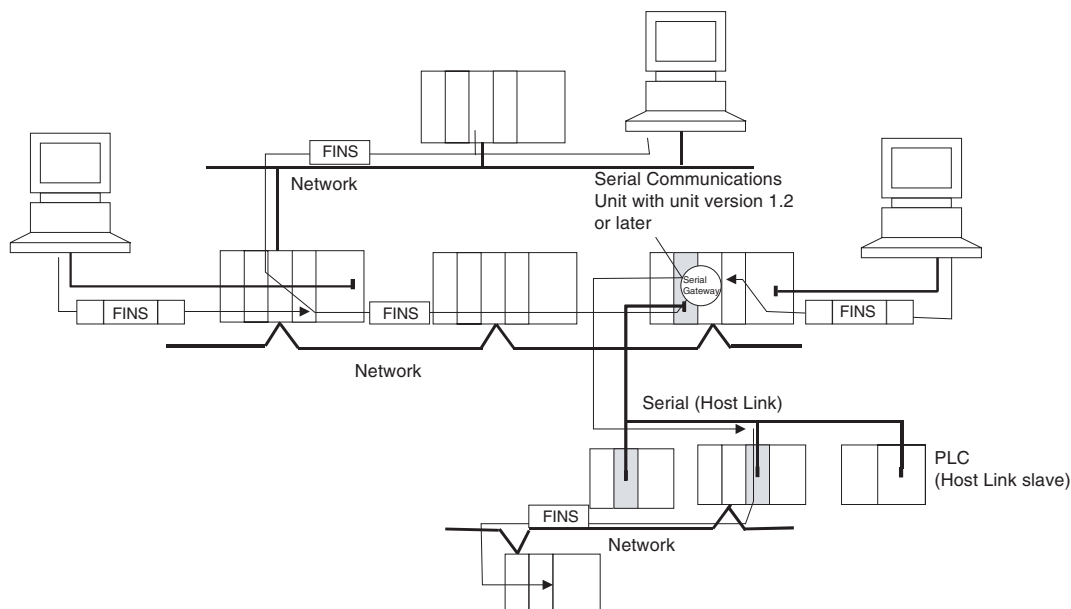 FINS
Network
Serial Communications
Unit with unit version 1.2
or later
Serial
Gateway
FINS
FINS
FINS
Network
Serial (Host Link)
PLC
(Host Link slave)
FINS
Network